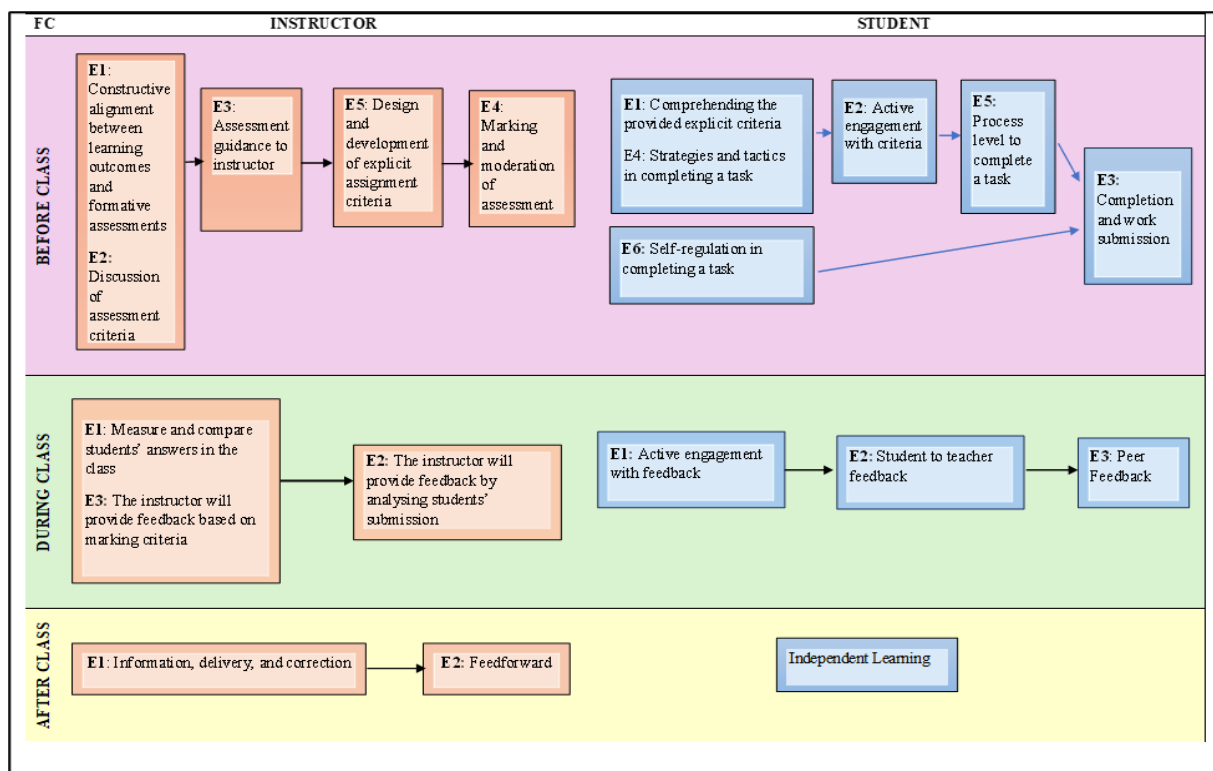 FC INSTRUCTOR STUDENT
BEFORE CLASS
E1:
Constructive
alignment
between
learning
outcomes
and
formative
assessments
E2:
Discussion
of
assessment
criteria
E3:
Assessment
guidance to
instructor
E5: Design
and
development
of explicit
assignment
criteria
E4:
Marking
and
moderation
of
assessment
E1: Comprehending the
provided explicit criteria
E4: Strategies and tactics
in completing a task
E2: Active
engagement
with criteria
E5:
Process
level to
complete
a task
E6: Self-regulation in
completing a task
E3:
Completion
and work
submission
DURING CLASS
E1: Measure and compare
students' answers in the
class
E3: The instructor will
provide feedback based on
marking criteria
E2: The instructor will
provide feedback by
analysing students'
submission
E1: Active engagement
with feedback
E2: Student to teacher
feedback
E3: Peer
Feedback
AFTER CLASS
E1: Information, delivery, and correction
E2: Feedforward
Independent Learning